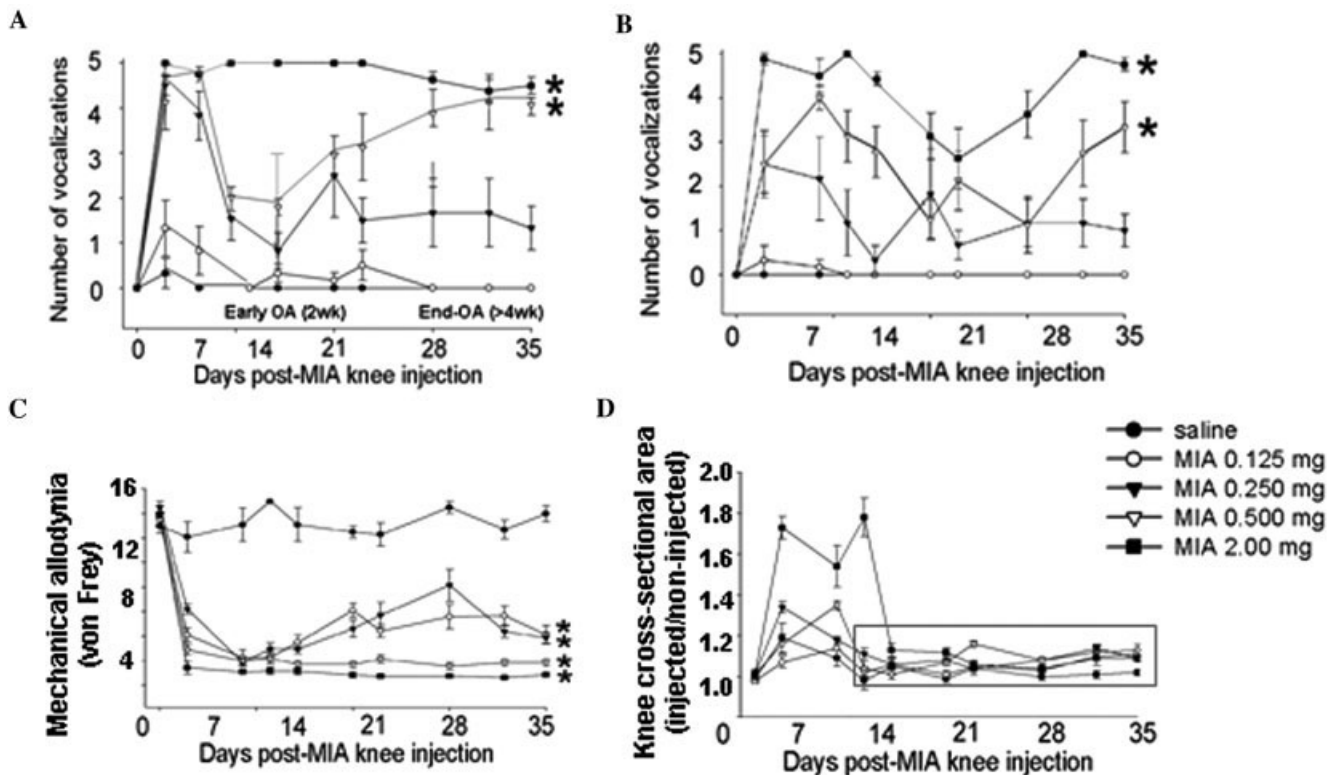 A
Number of vocalizations
5
4
3
2
1
0
*
*
Early OA (2wk)
End-OA (>4wk)
0 7 14 21 28 35
Days post-MIA knee injection
B
Number of vocalizations
5
4
3
2
1
0
*
*
0 7 14 21 28 35
Days post-MIA knee injection
C
Mechanical allodynia
(von Frey)
16
12
8
4
*
*
*
*
0 7 14 21 28 35
Days post-MIA knee injection
D
Knee cross-sectional area
(injected/non-injected)
2.0
1.8
1.6
1.4
1.2
1.0
0 7 14 21 28 35
Days post-MIA knee injection
saline
MIA 0.125 mg
MIA 0.250 mg
MIA 0.500 mg
MIA 2.00 mg